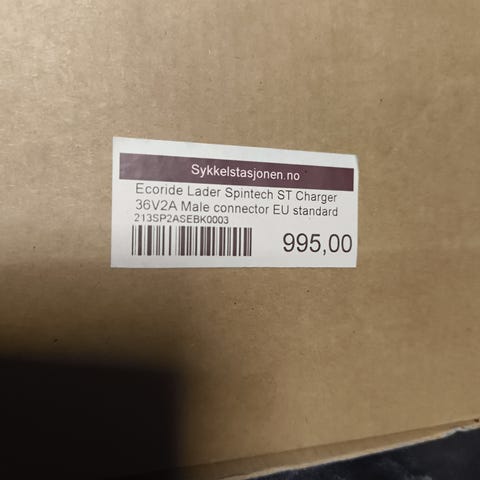 Sykkelstasjonen.no
Ecoride Lader Spintech ST Charger
36V2A Male connector EU standard
213SP2ASEBK0003
995,00